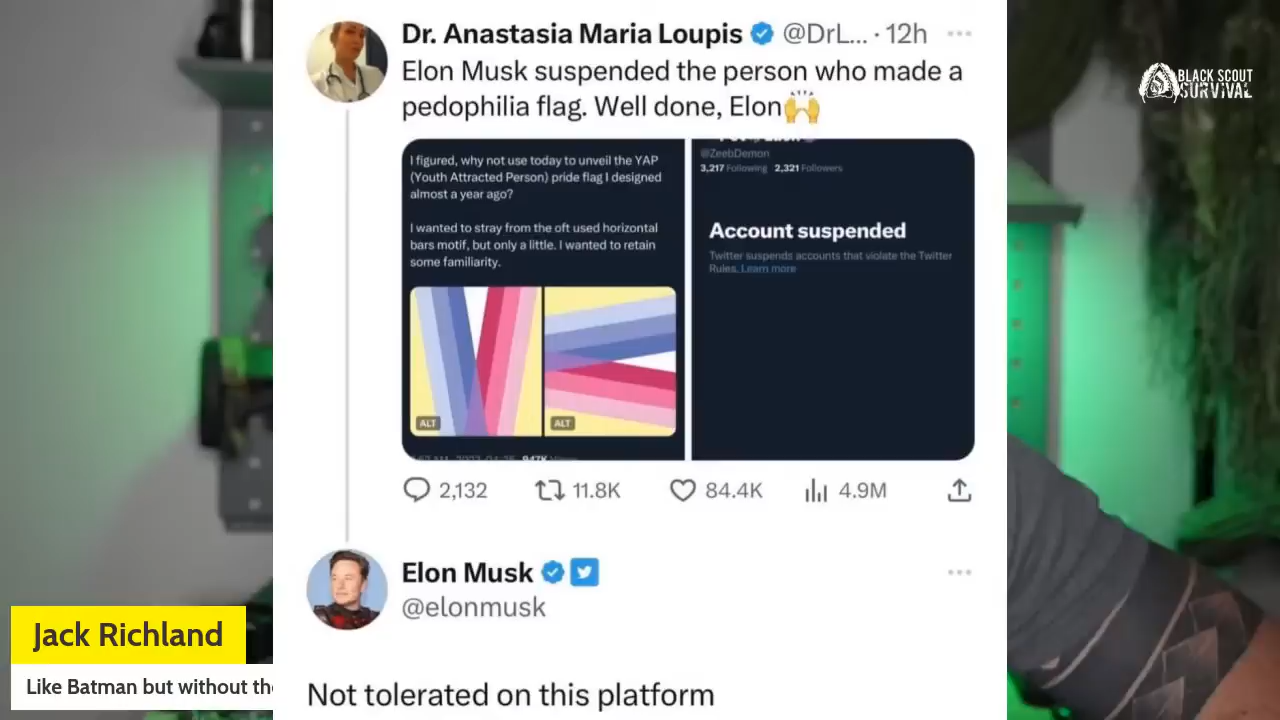 Dr. Anastasia Maria Loupis @DrL... · 12h
Elon Musk suspended the person who made a
pedophilia flag. Well done, Elon🙌
I figured, why not use today to unveil the YAP
(Youth Attracted Person) pride flag I designed
almost a year ago?
I wanted to stray from the oft used horizontal
bars motif, but only a little. I wanted to retain
some familiarity.
ALT
ALT
@ZeebDemon
3,217 Following 2,321 Followers
Account suspended
Twitter suspends accounts that violate the Twitter
Rules. Learn more
2,132 11.8K 84.4K 4.9M
Elon Musk
@elonmusk
Not tolerated on this platform
BLACK SCOUT
SURVIVAL
Jack Richland
Like Batman but without